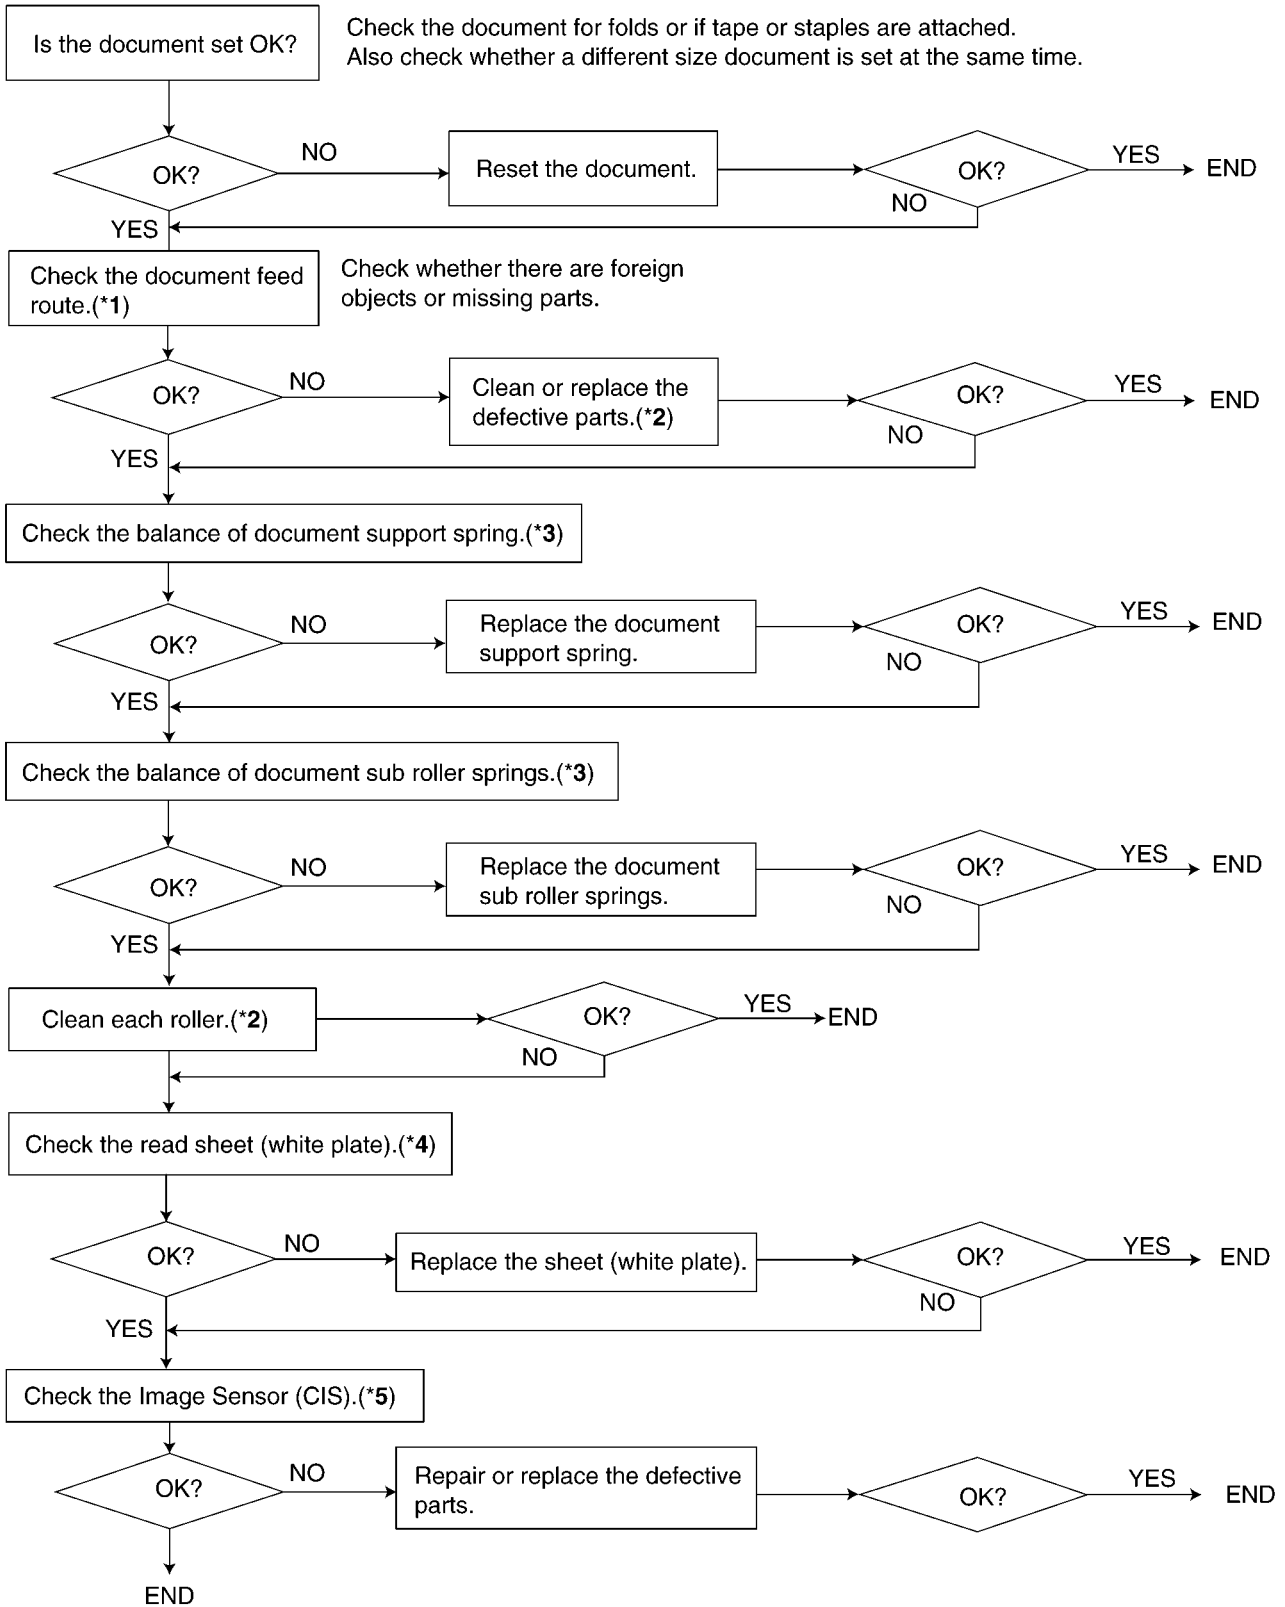 Is the document set OK?
Check the document for folds or if tape or staples are attached.
Also check whether a different size document is set at the same time.
OK?
NO
Reset the document.
OK?
YES
END
NO
YES
Check the document feed
route.(*1)
Check whether there are foreign
objects or missing parts.
OK?
NO
Clean or replace the
defective parts.(*2)
OK?
YES
END
NO
YES
Check the balance of document support spring.(*3)
OK?
NO
Replace the document
support spring.
OK?
YES
END
NO
YES
Check the balance of document sub roller springs.(*3)
OK?
NO
Replace the document
sub roller springs.
OK?
YES
END
NO
YES
Clean each roller.(*2)
OK?
YES
END
NO
Check the read sheet (white plate).(*4)
OK?
NO
Replace the sheet (white plate).
OK?
YES
END
NO
YES
Check the Image Sensor (CIS).(*5)
OK?
NO
Repair or replace the defective
parts.
OK?
YES
END
END